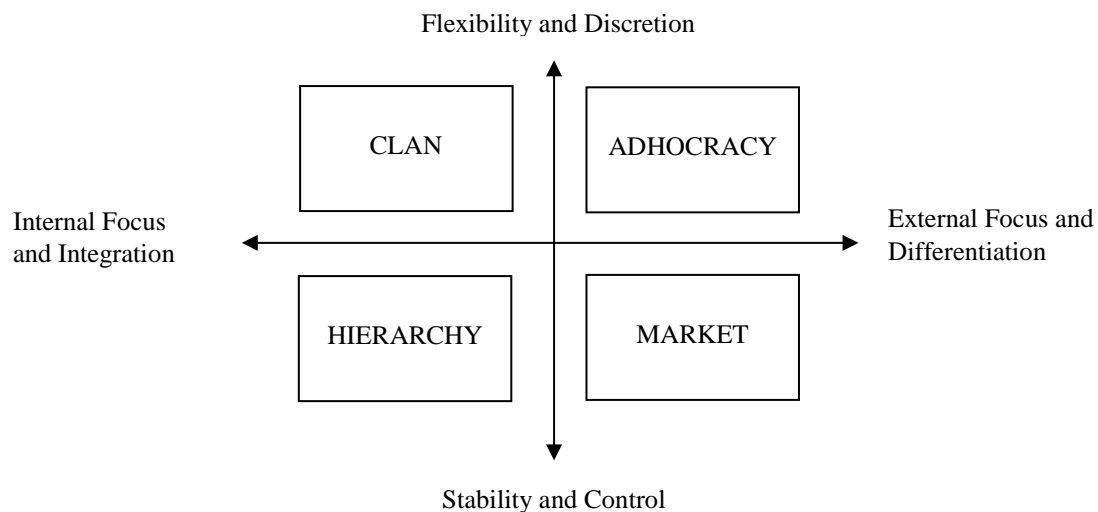 Flexibility and Discretion
CLAN
ADHOCRACY
Internal Focus
and Integration
External Focus and
Differentiation
HIERARCHY
MARKET
Stability and Control